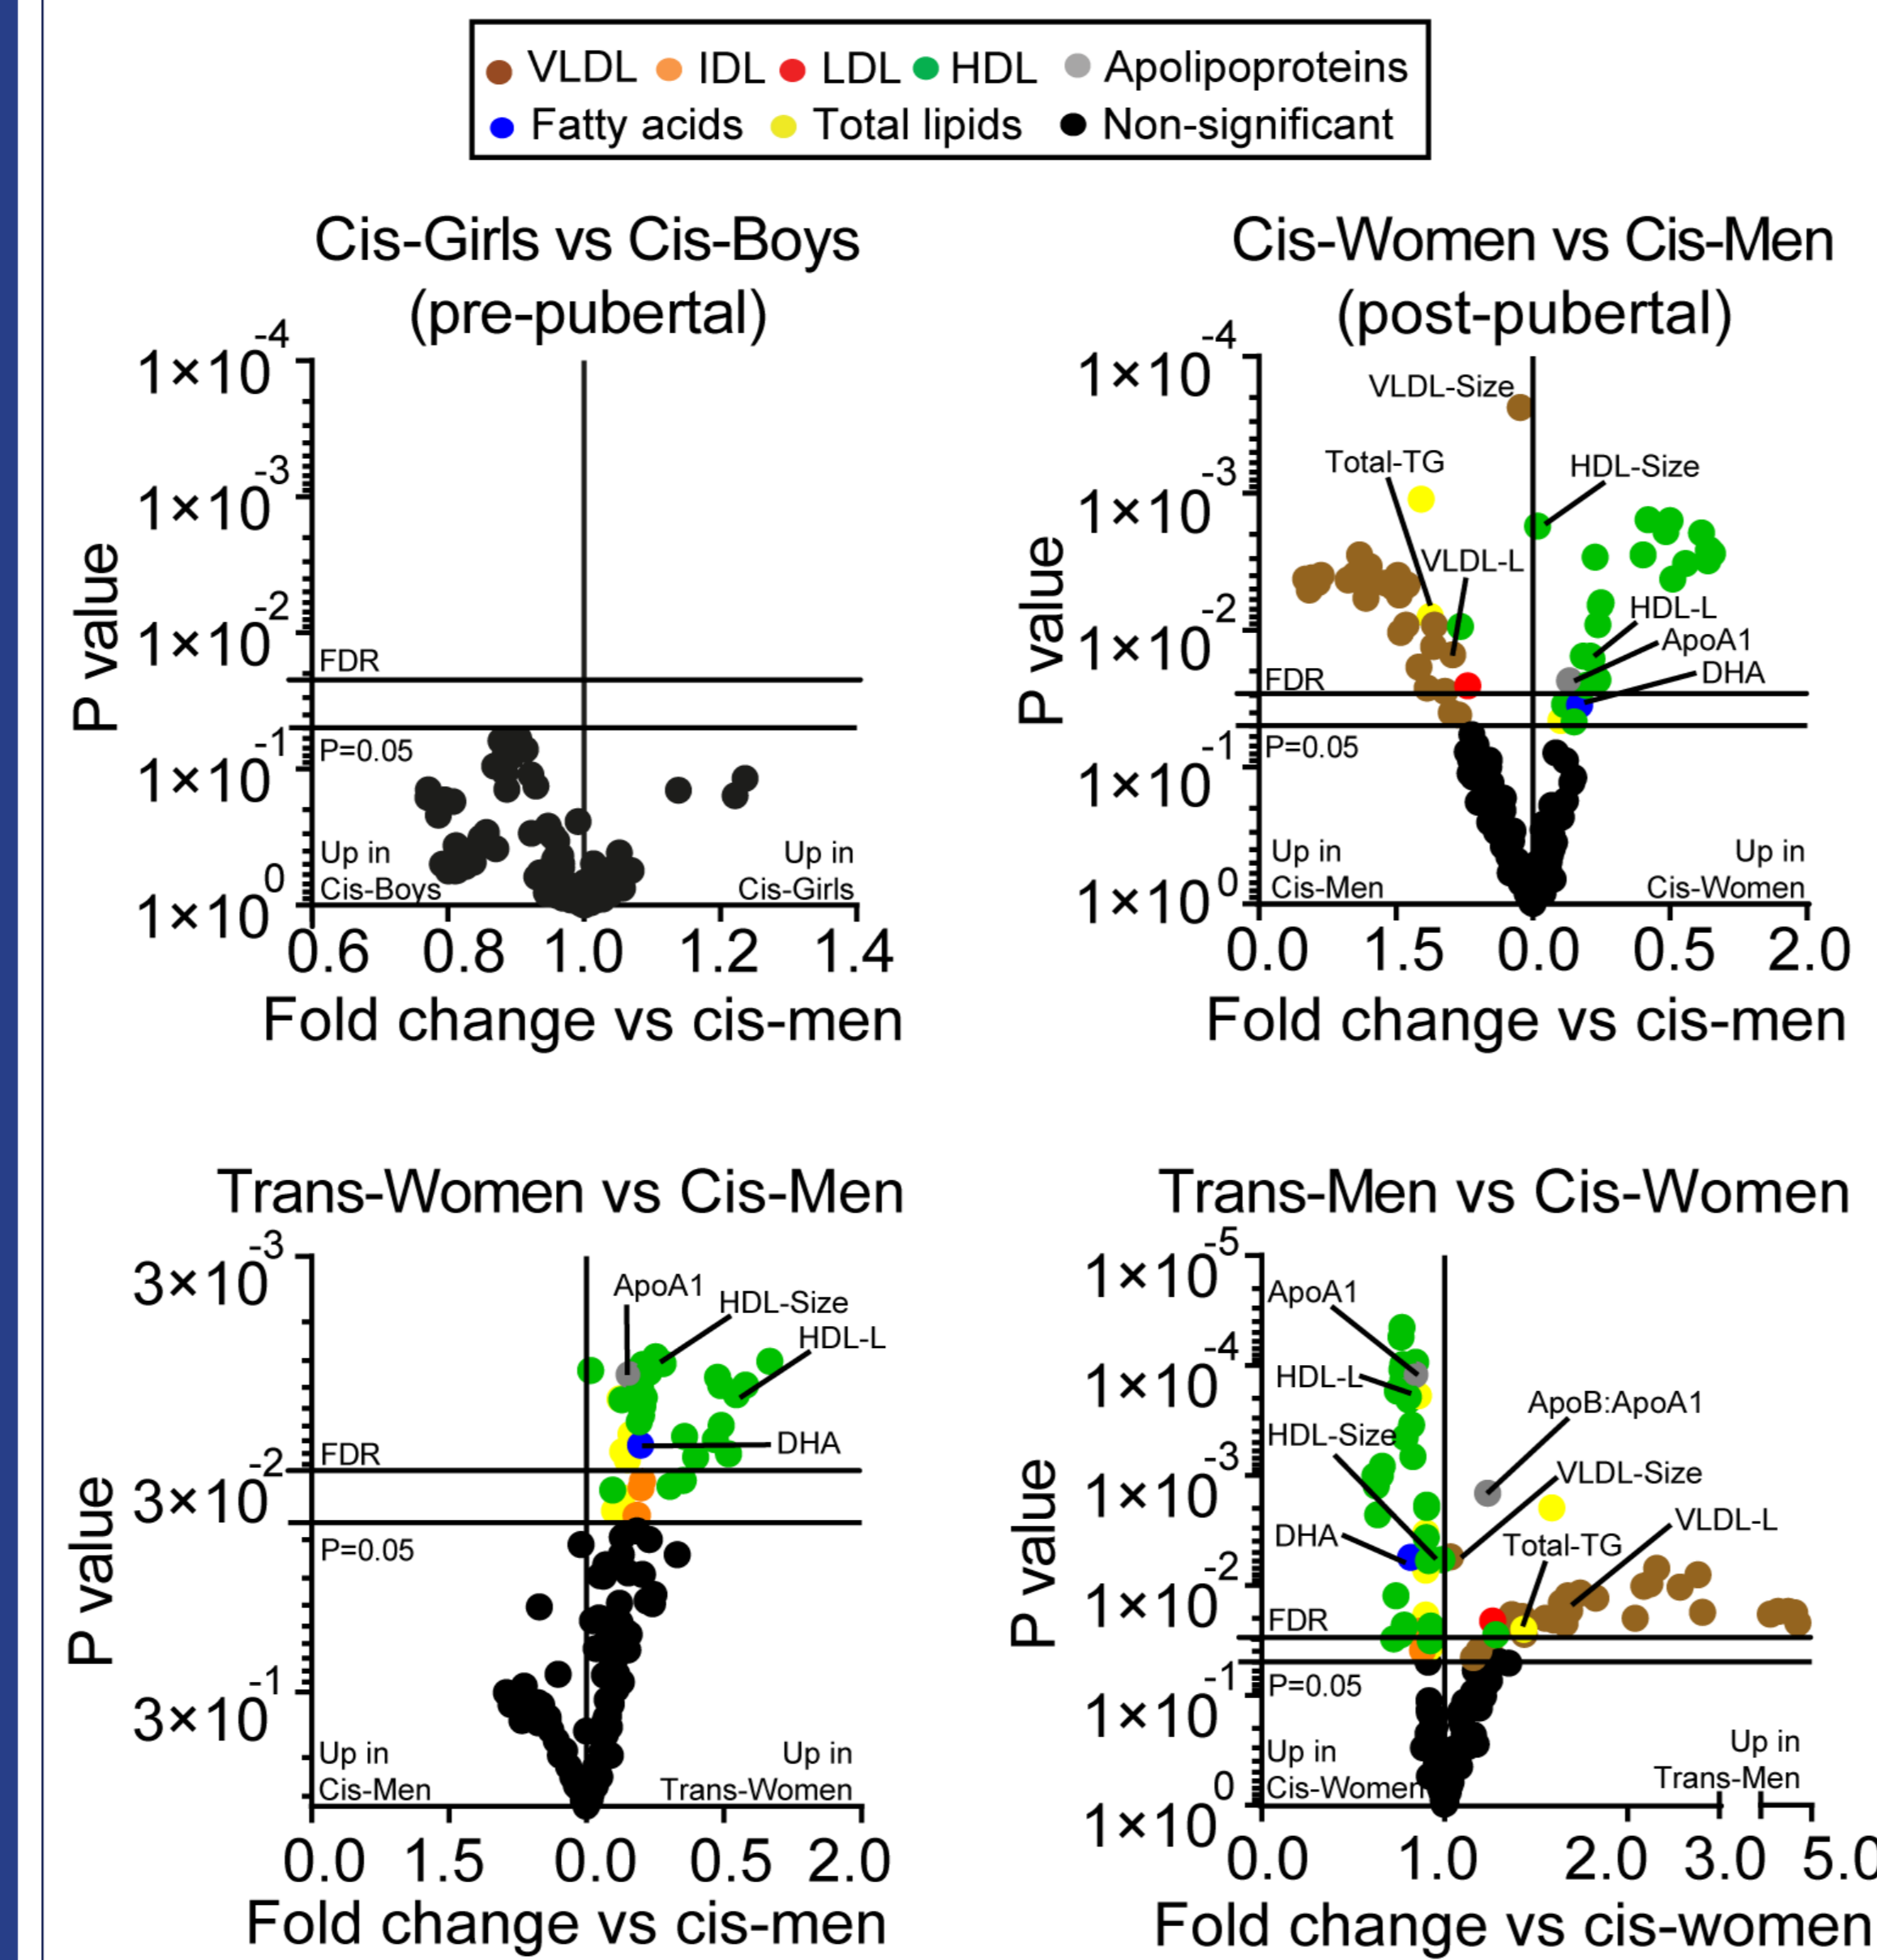 VLDL IDL LDL HDL Apolipoproteins
Fatty acids Total lipids Non-significant
Cis-Girls vs Cis-Boys
(pre-pubertal)
P value
1×10-4
1×10-3
1×10-2
1×10-1
1×100
FDR
P=0.05
Up in
Cis-Boys
Up in
Cis-Girls
0.6 0.8 1.0 1.2 1.4
Fold change vs cis-men
Cis-Women vs Cis-Men
(post-pubertal)
P value
1×10-4
1×10-3
1×10-2
1×10-1
1×100
VLDL-Size
Total-TG
HDL-Size
VLDL-L
HDL-L
ApoA1
DHA
FDR
P=0.05
Up in
Cis-Men
Up in
Cis-Women
0.0 1.5 0.0 0.5 2.0
Fold change vs cis-men
Trans-Women vs Cis-Men
P value
3×10-3
3×10-2
3×10-1
ApoA1
HDL-Size
HDL-L
DHA
FDR
P=0.05
Up in
Cis-Men
Up in
Trans-Women
0.0 1.5 0.0 0.5 2.0
Fold change vs cis-men
Trans-Men vs Cis-Women
P value
1×10-5
1×10-4
1×10-3
1×10-2
1×10-1
1×100
ApoA1
HDL-L
HDL-Size
ApoB:ApoA1
VLDL-Size
DHA
Total-TG
VLDL-L
FDR
P=0.05
Up in
Cis-Women
Up in
Trans-Men
0.0 1.0 2.0 3.0 5.0
Fold change vs cis-women